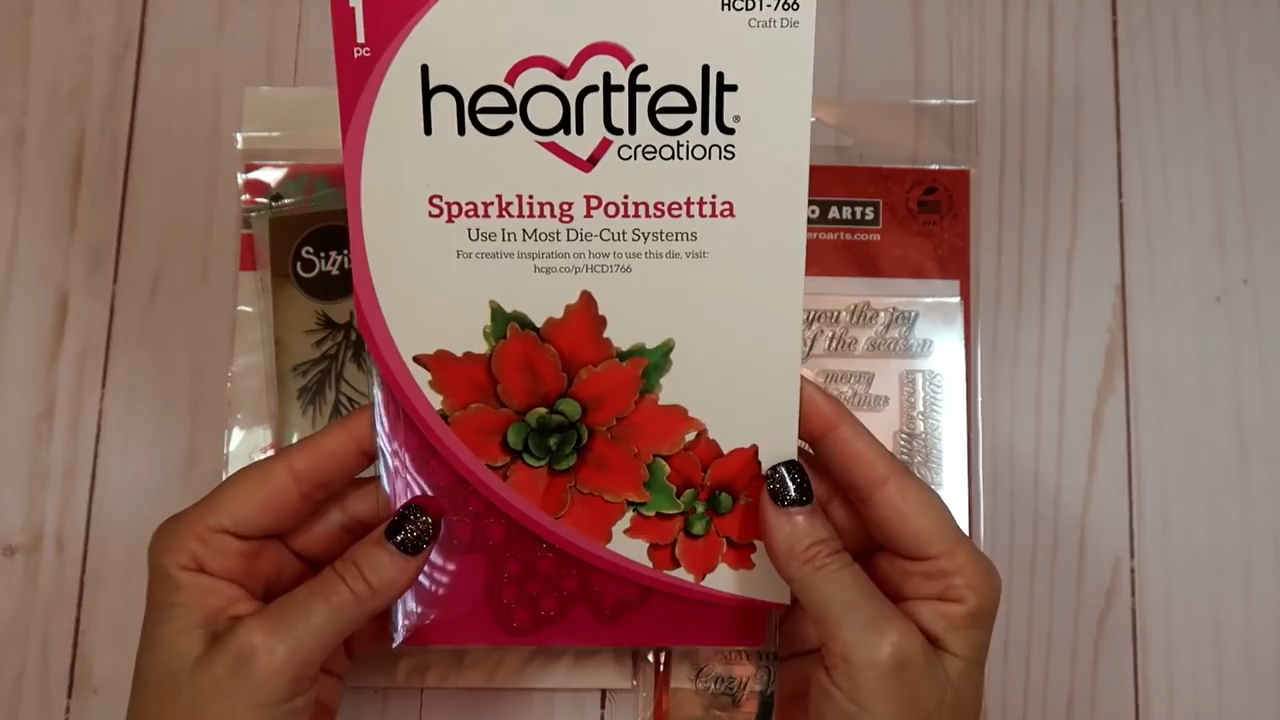 1
pc
HCD1-766
Craft Die
heartfelt®
creations
Sparkling Poinsettia
Use In Most Die-Cut Systems
For creative inspiration on how to use this die, visit:
hcgo.co/p/HCD1766
Sizzi
O ARTS
eroarts.com
you the joy
of the season
merry
Cozy